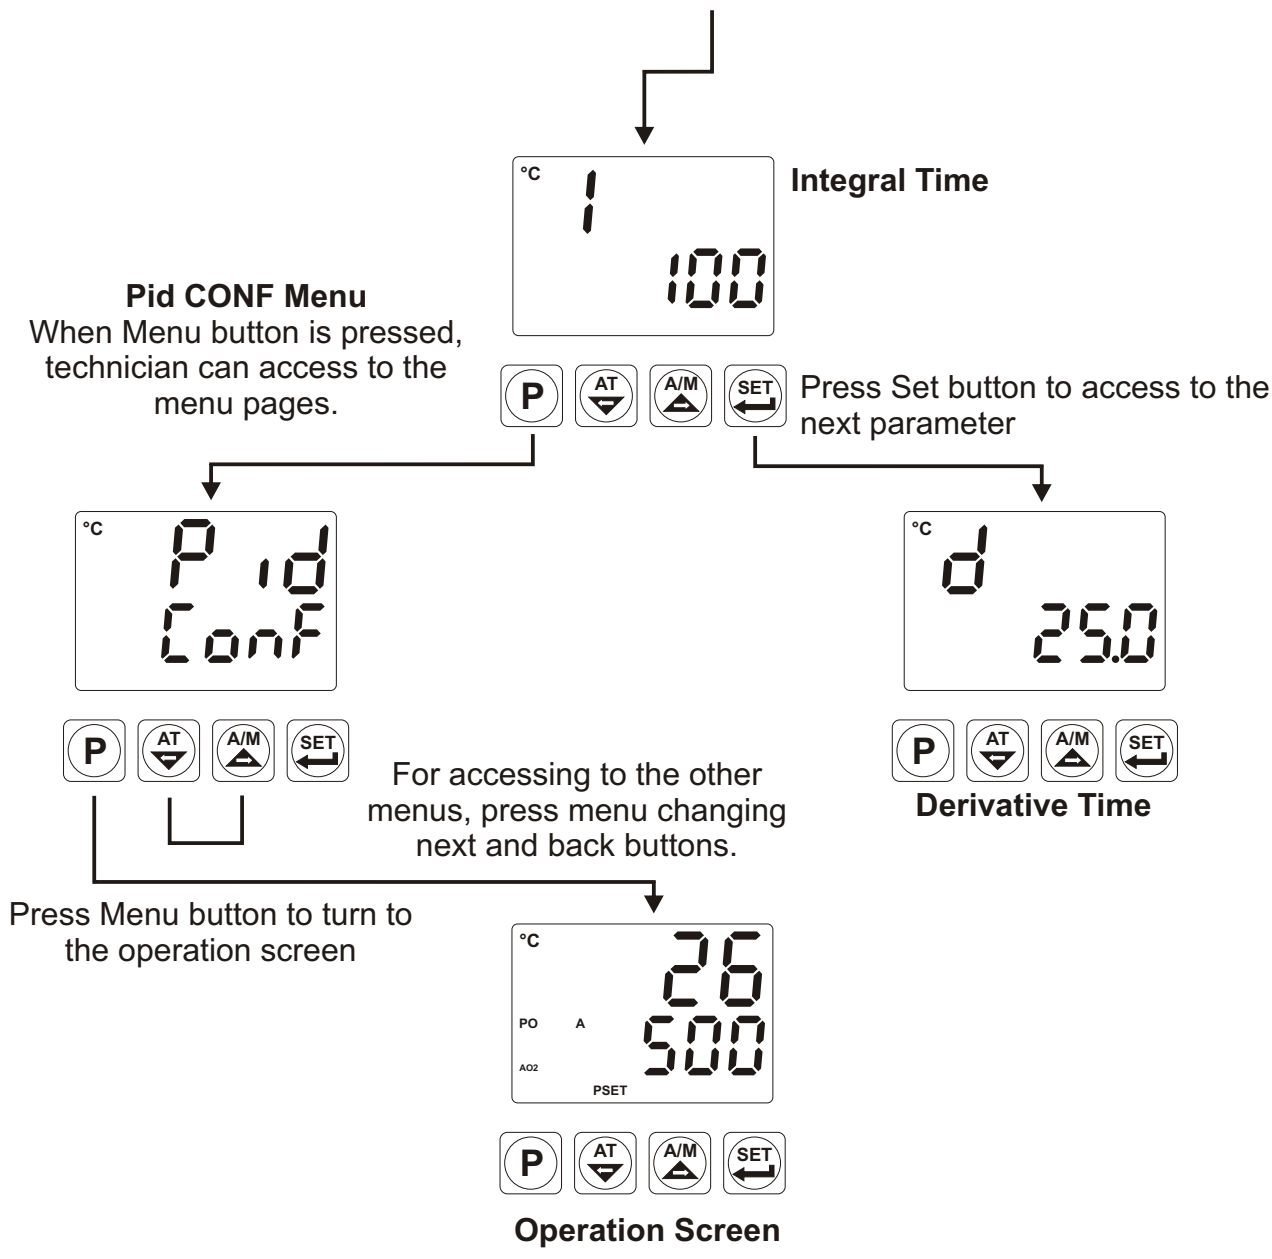 °C
I
100
Integral Time
Pid CONF Menu
When Menu button is pressed,
technician can access to the
menu pages.
P AT A/M SET
Press Set button to access to the
next parameter
°C
Pid
ConF
P AT A/M SET
°C
d
25.0
P AT A/M SET
Derivative Time
For accessing to the other
menus, press menu changing
next and back buttons.
Press Menu button to turn to
the operation screen
°C
26
500
PO A
AO2
PSET
P AT A/M SET
Operation Screen